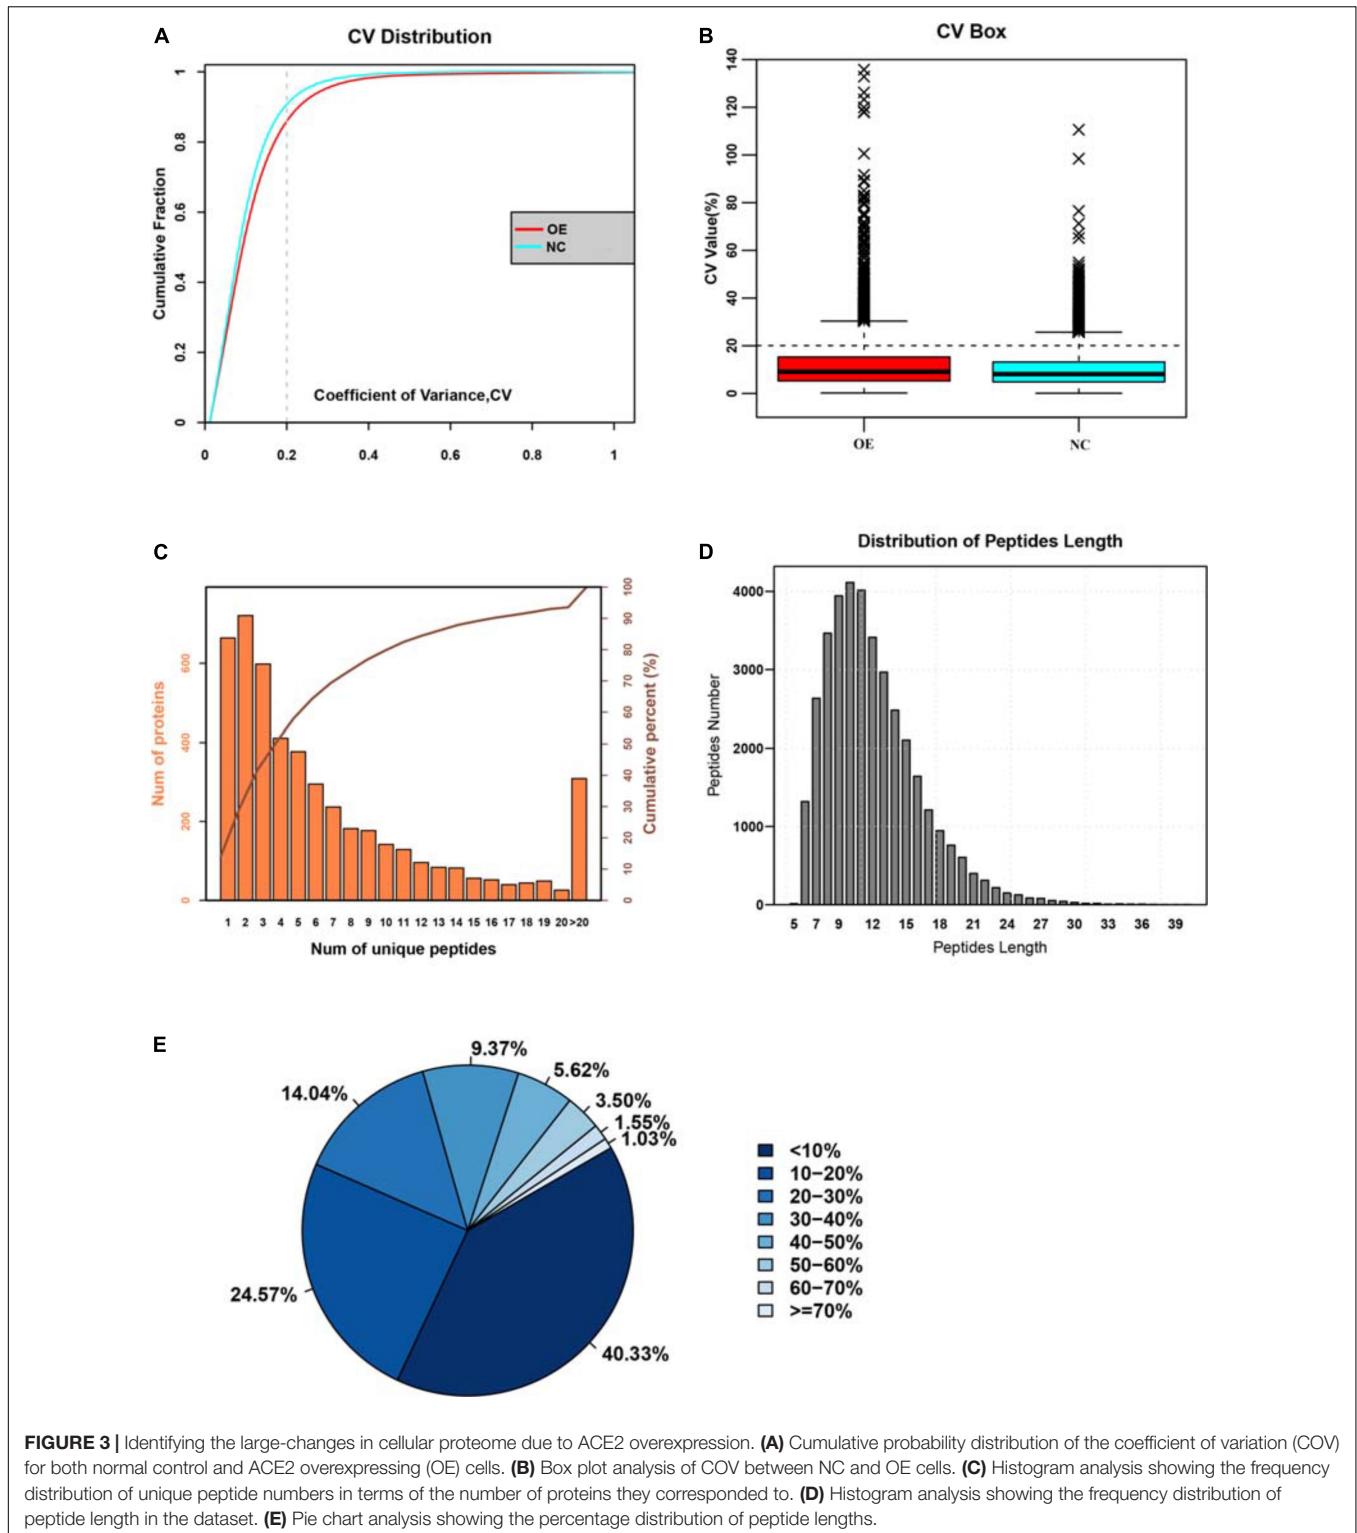 A
CV Distribution
Cumulative Fraction
1
0.8
0.6
0.4
0.2
0
OE
NC
Coefficient of Variance,CV
0 0.2 0.4 0.6 0.8 1
B
CV Box
CV Value(%)
140
120
100
80
60
40
20
0
OE NC
C
Num of proteins
600
400
200
0
100
90
80
70
60
50
40
30
20
10
0
Cumulative percent (%)
1 2 3 4 5 6 7 8 9 10 11 12 13 14 15 16 17 18 19 20 >20
Num of unique peptides
D
Distribution of Peptides Length
Peptides Number
4000
3000
2000
1000
0
5 7 9 12 15 18 21 24 27 30 33 36 39
Peptides Length
E
9.37%
5.62%
3.50%
1.55%
1.03%
14.04%
24.57%
40.33%
<10%
10−20%
20−30%
30−40%
40−50%
50−60%
60−70%
>=70%
FIGURE 3 | Identifying the large-changes in cellular proteome due to ACE2 overexpression. (A) Cumulative probability distribution of the coefficient of variation (COV)
for both normal control and ACE2 overexpressing (OE) cells. (B) Box plot analysis of COV between NC and OE cells. (C) Histogram analysis showing the frequency
distribution of unique peptide numbers in terms of the number of proteins they corresponded to. (D) Histogram analysis showing the frequency distribution of
peptide length in the dataset. (E) Pie chart analysis showing the percentage distribution of peptide lengths.